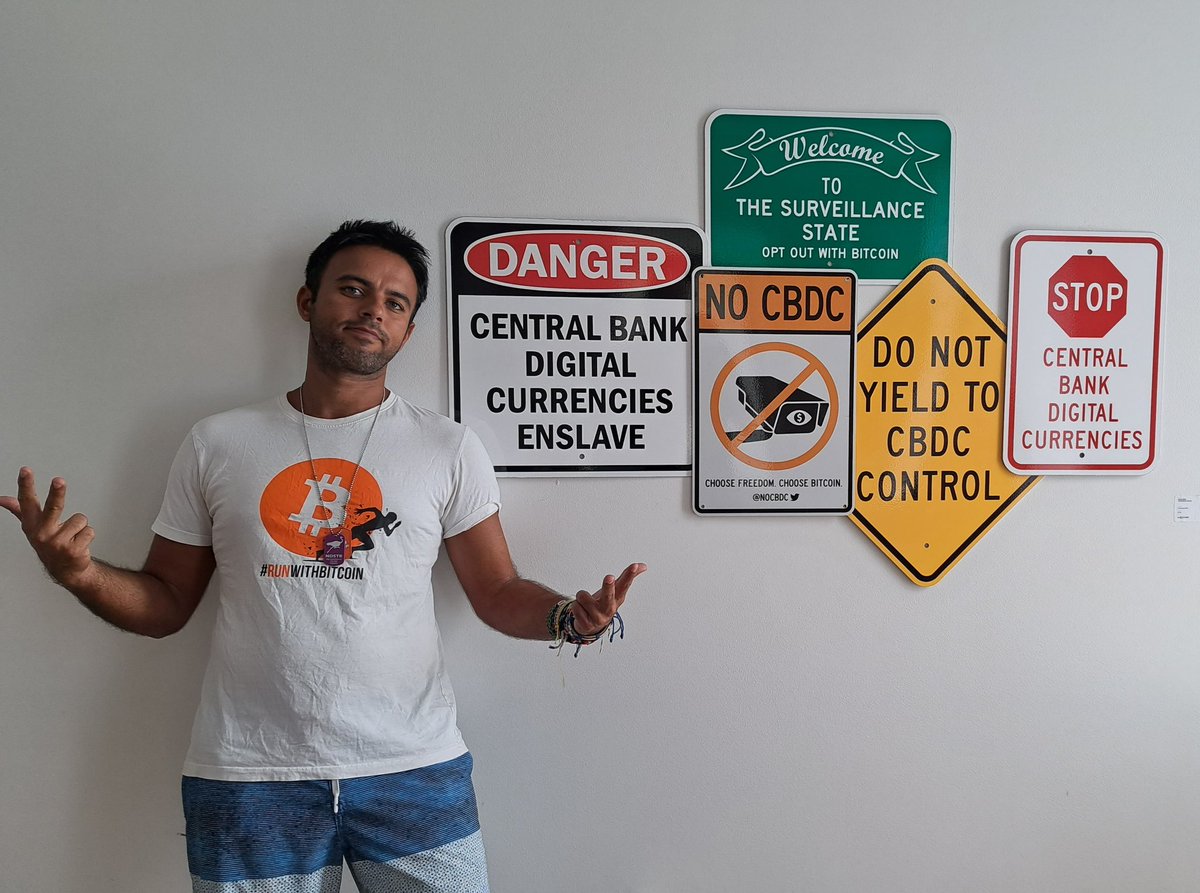 Welcome
TO
THE SURVEILLANCE
STATE
OPT OUT WITH BITCOIN
DANGER
CENTRAL BANK
DIGITAL
CURRENCIES
ENSLAVE
NO CBDC
$
CHOOSE FREEDOM. CHOOSE BITCOIN.
@NOCBDC
DO NOT
YIELD TO
CBDC
CONTROL
STOP
CENTRAL
BANK
DIGITAL
CURRENCIES
#RUNWITHBITCOIN
NOSTR